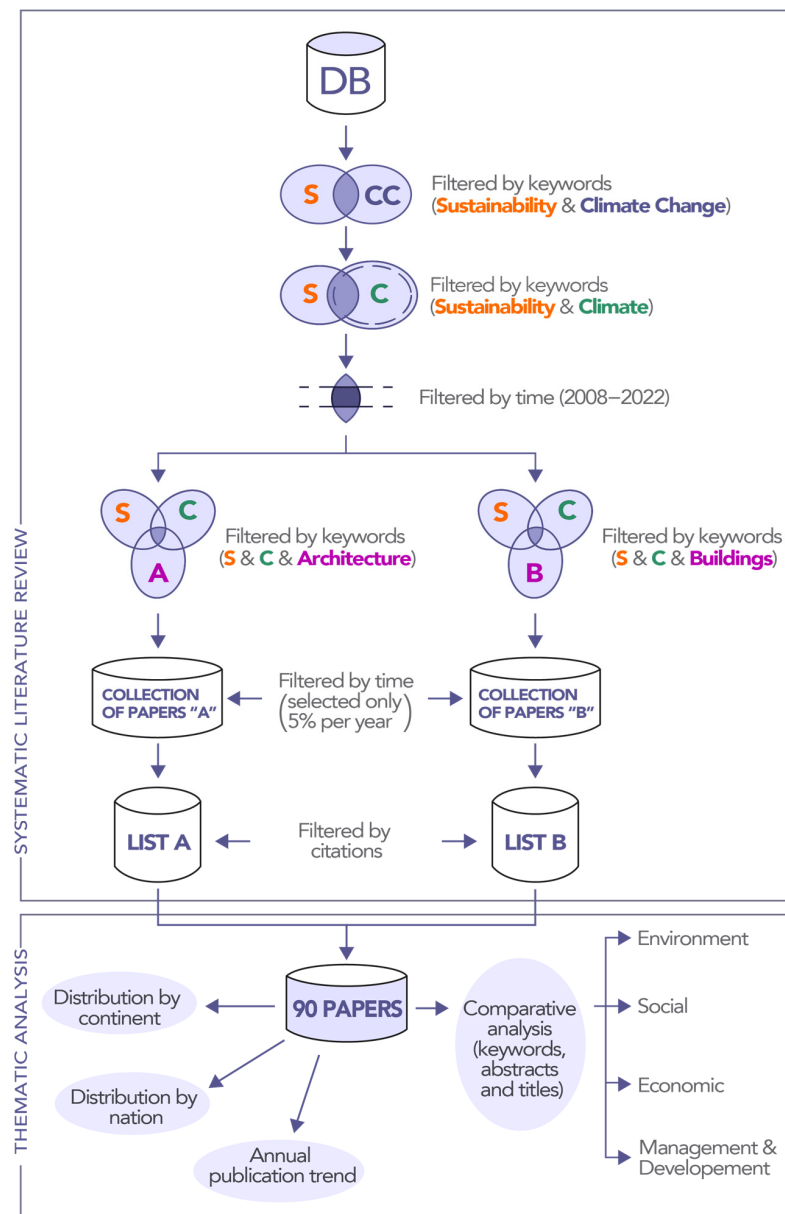 SYSTEMATIC LITERATURE REVIEW
DB
S
CC
Filtered by keywords
(Sustainability & Climate Change)
S
C
Filtered by keywords
(Sustainability & Climate)
Filtered by time (2008–2022)
S
C
A
Filtered by keywords
(S & C & Architecture)
S
C
B
Filtered by keywords
(S & C & Buildings)
COLLECTION
OF PAPERS "A"
Filtered by time
(selected only
5% per year)
COLLECTION
OF PAPERS "B"
LIST A
Filtered by
citations
LIST B
THEMATIC ANALYSIS
90 PAPERS
Distribution by
continent
Distribution by
nation
Annual
publication trend
Comparative
analysis
(keywords,
abstracts
and titles)
Environment
Social
Economic
Management &
Developement